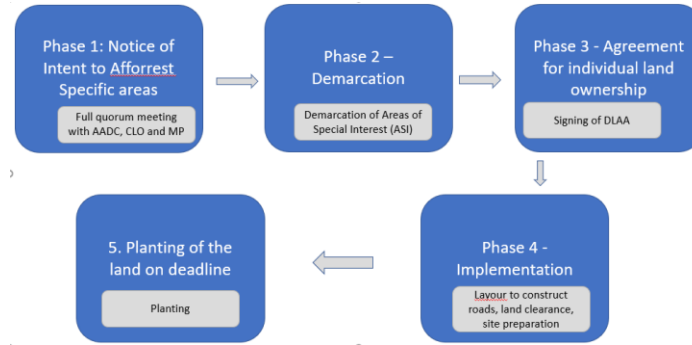 Phase 1: Notice of
Intent to Afforrest
Specific areas
Full quorum meeting
with AADC, CLO and MP
Phase 2 –
Demarcation
Demarcation of Areas of
Special Interest (ASI)
Phase 3 - Agreement
for individual land
ownership
Signing of DLAA
5. Planting of the
land on deadline
Planting
Phase 4 -
Implementation
Layour to construct
roads, land clearance,
site preparation